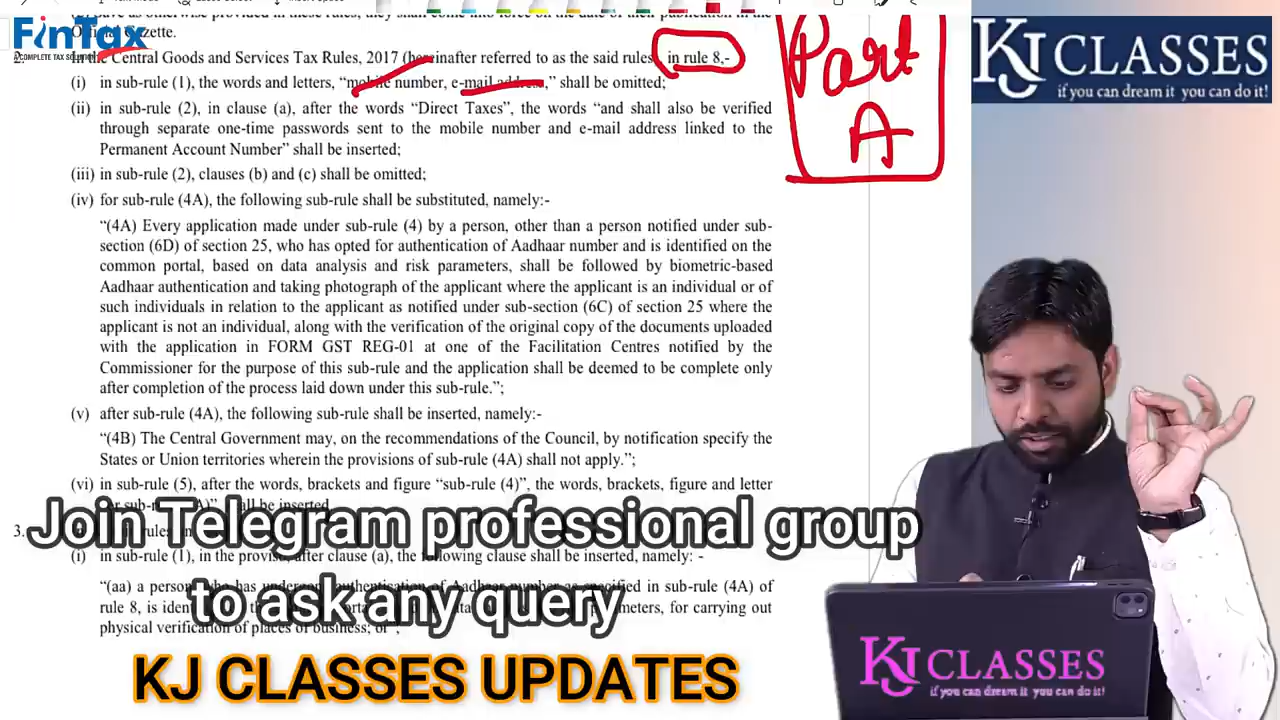 Official Gazette.
FinTax
A COMPLETE TAX SOLUTION
2. In the Central Goods and Services Tax Rules, 2017 (hereinafter referred to as the said rules), in rule 8,-
(i) in sub-rule (1), the words and letters, “mobile number, e-mail address,” shall be omitted;
(ii) in sub-rule (2), in clause (a), after the words “Direct Taxes”, the words “and shall also be verified
through separate one-time passwords sent to the mobile number and e-mail address linked to the
Permanent Account Number” shall be inserted;
(iii) in sub-rule (2), clauses (b) and (c) shall be omitted;
(iv) for sub-rule (4A), the following sub-rule shall be substituted, namely:-
“(4A) Every application made under sub-rule (4) by a person, other than a person notified under sub-
section (6D) of section 25, who has opted for authentication of Aadhaar number and is identified on the
common portal, based on data analysis and risk parameters, shall be followed by biometric-based
Aadhaar authentication and taking photograph of the applicant where the applicant is an individual or of
such individuals in relation to the applicant as notified under sub-section (6C) of section 25 where the
applicant is not an individual, along with the verification of the original copy of the documents uploaded
with the application in FORM GST REG-01 at one of the Facilitation Centres notified by the
Commissioner for the purpose of this sub-rule and the application shall be deemed to be complete only
after completion of the process laid down under this sub-rule.”;
(v) after sub-rule (4A), the following sub-rule shall be inserted, namely:-
“(4B) The Central Government may, on the recommendations of the Council, by notification specify the
States or Union territories wherein the provisions of sub-rule (4A) shall not apply.”;
(vi) in sub-rule (5), after the words, brackets and figure “sub-rule (4)”, the words, brackets, figure and letter
shall be inserted.
3.
(i) in sub-rule (1), in the proviso, after clause (a), the following clause shall be inserted, namely: -
“(aa) a person, who has undergone authentication of Aadhaar number as specified in sub-rule (4A) of
rule 8, is identified parameters, for carrying out
physical verification of places of business; or”;
Part
A
KJ CLASSES
if you can dream it you can do it!
Join Telegram professional group
to ask any query
KJ CLASSES UPDATES
KJ CLASSES
if you can dream it you can do it!